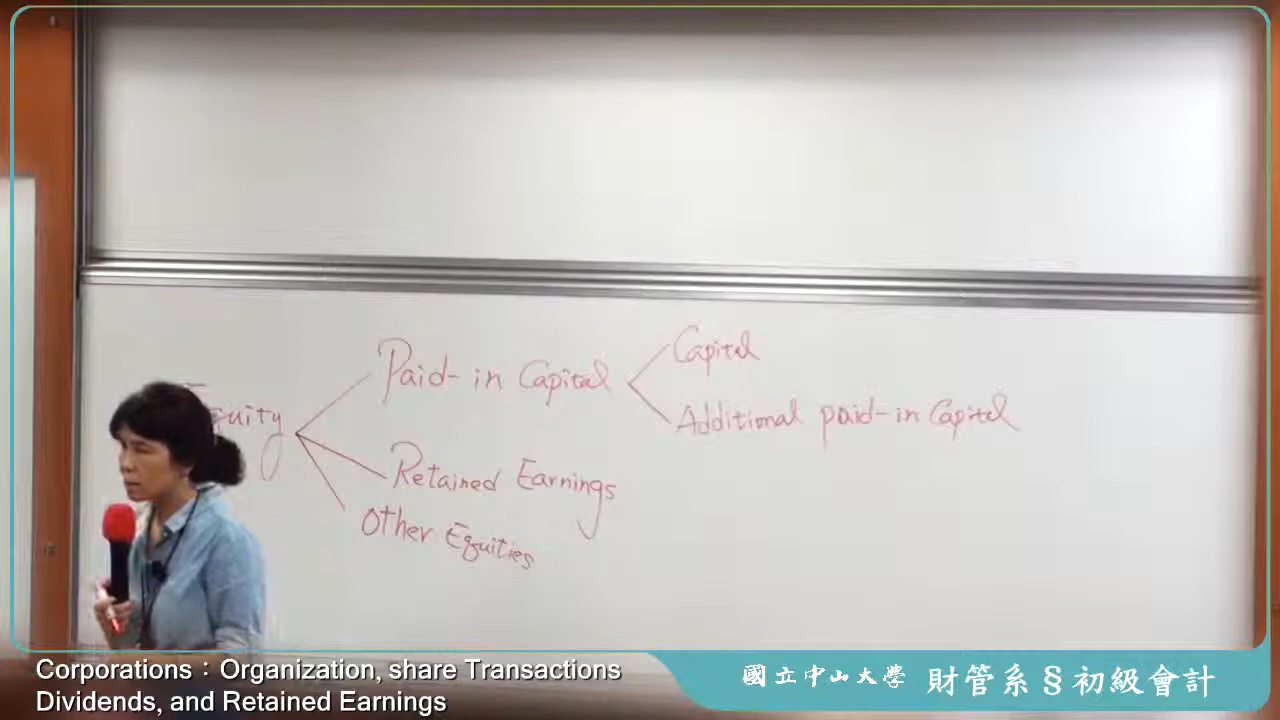 Capital
Paid-in Capital
Additional paid-in Capital
Equity
Retained Earnings
Other Equities
Corporations：Organization, share Transactions
Dividends, and Retained Earnings
國立中山大學 財管系§初級會計